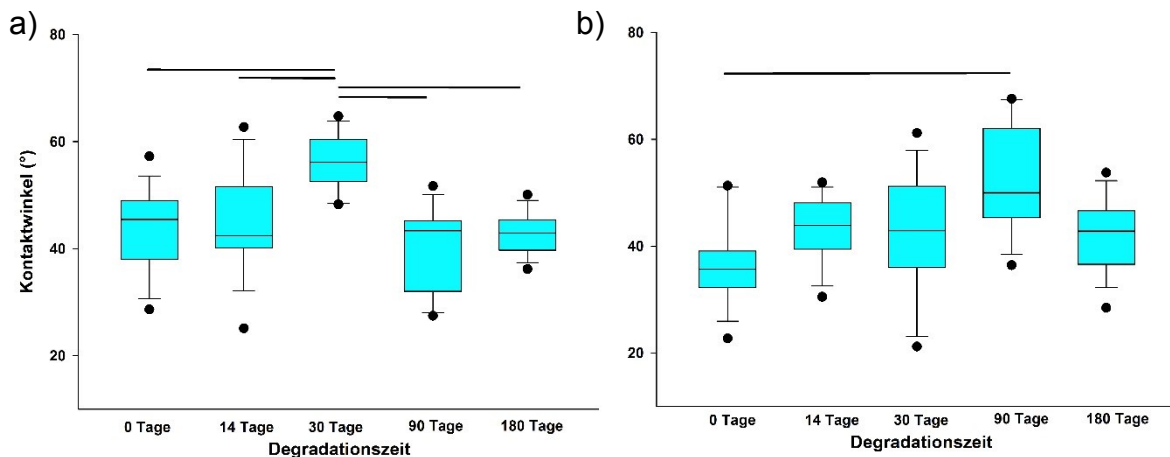 a)
80
60
40
20
Kontaktwinkel (°)
0 Tage 14 Tage 30 Tage 90 Tage 180 Tage
Degradationszeit
b)
80
60
40
20
0 Tage 14 Tage 30 Tage 90 Tage 180 Tage
Degradationszeit